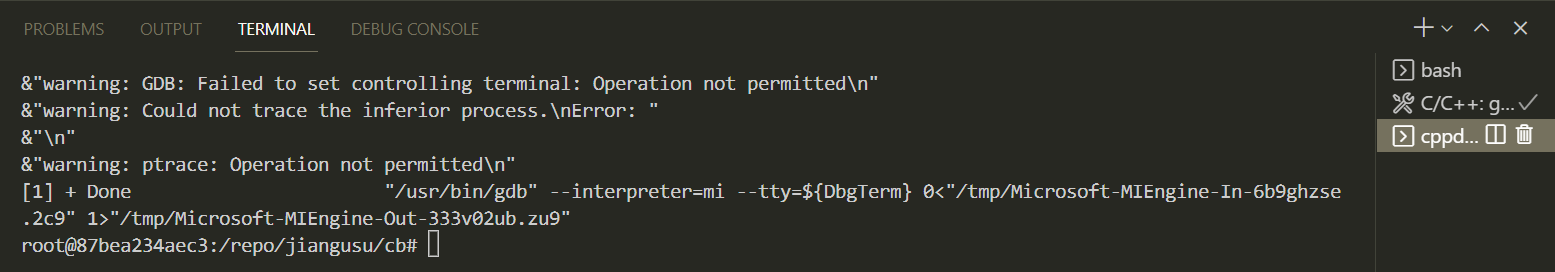 PROBLEMS OUTPUT TERMINAL DEBUG CONSOLE
&"warning: GDB: Failed to set controlling terminal: Operation not permitted\n"
&"warning: Could not trace the inferior process.\nError: "
&"\n"
&"warning: ptrace: Operation not permitted\n"
[1] + Done                       "/usr/bin/gdb" --interpreter=mi --tty=${DbgTerm} 0<"/tmp/Microsoft-MIEngine-In-6b9ghzse
.2c9" 1>"/tmp/Microsoft-MIEngine-Out-333v02ub.zu9"
root@87bea234aec3:/repo/jiangusu/cb#
bash
C/C++: g...
cppd...